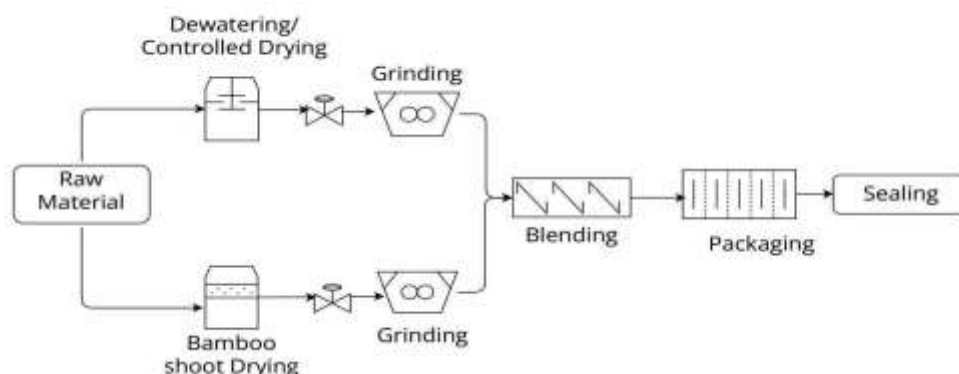 Dewatering/
Controlled Drying
Grinding
Raw
Material
Sealing
Blending
Packaging
Grinding
Bamboo
shoot Drying